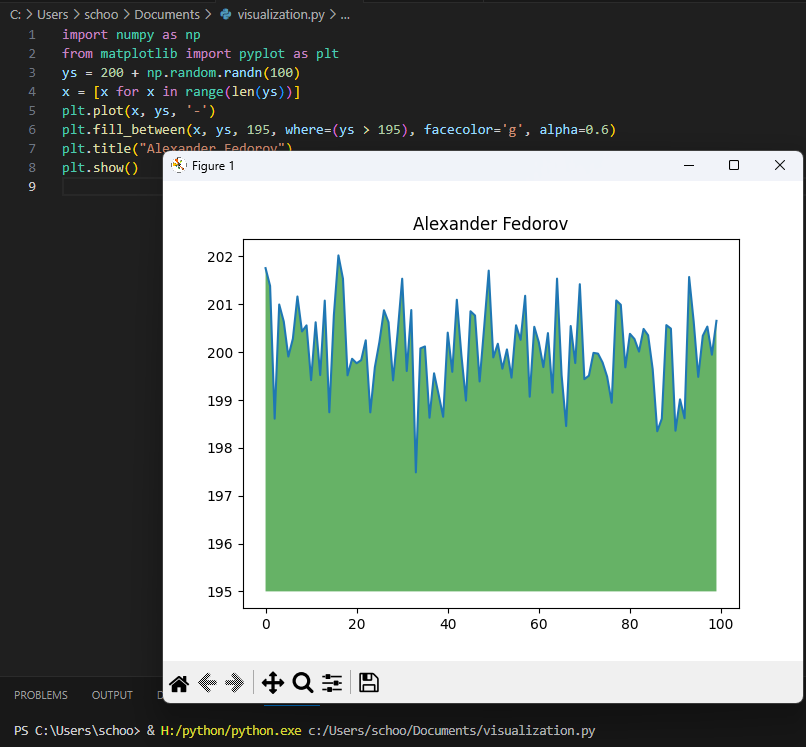 C: > Users > schoo > Documents > visualization.py > ...
1 import numpy as np
2 from matplotlib import pyplot as plt
3 ys = 200 + np.random.randn(100)
4 x = [x for x in range(len(ys))]
5 plt.plot(x, ys, '-')
6 plt.fill_between(x, ys, 195, where=(ys > 195), facecolor='g', alpha=0.6)
7 plt.title("Alexander Fedorov")
8 plt.show()
9
Figure 1
Alexander Fedorov
202
201
200
199
198
197
196
195
0 20 40 60 80 100
PROBLEMS OUTPUT D
PS C:\Users\schoo> & H:/python/python.exe c:/Users/schoo/Documents/visualization.py